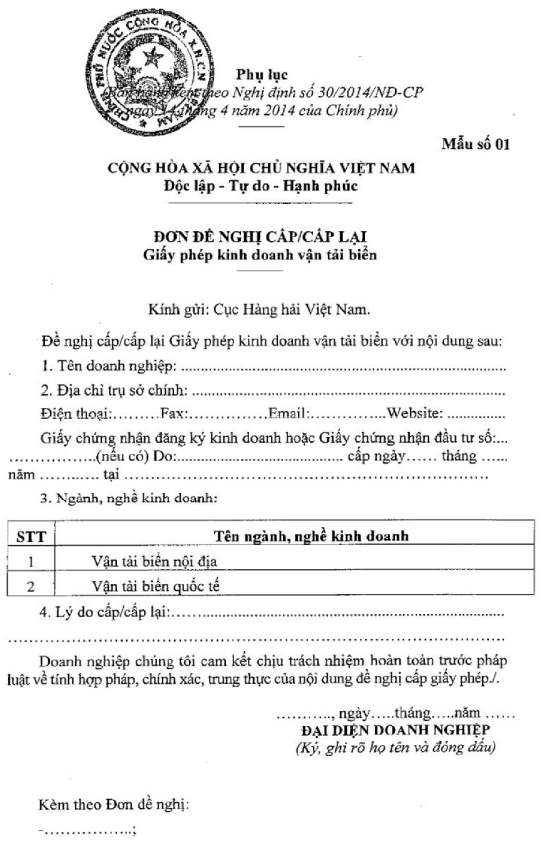 CHÍNH PHỦ NƯỚC CỘNG HÒA X.H.C.N VIỆT NAM
Phụ lục
(Ban hành kèm theo Nghị định số 30/2014/NĐ-CP
ngày 14 tháng 4 năm 2014 của Chính phủ)
Mẫu số 01
CỘNG HÒA XÃ HỘI CHỦ NGHĨA VIỆT NAM
Độc lập - Tự do - Hạnh phúc
ĐƠN ĐỀ NGHỊ CẤP/CẤP LẠI
Giấy phép kinh doanh vận tải biển
Kính gửi: Cục Hàng hải Việt Nam.
Đề nghị cấp/cấp lại Giấy phép kinh doanh vận tải biển với nội dung sau:
1. Tên doanh nghiệp: ......................................................................
2. Địa chỉ trụ sở chính: ....................................................................
Điện thoại:………Fax:……………Email:…………..Website: ...............
Giấy chứng nhận đăng ký kinh doanh hoặc Giấy chứng nhận đầu tư số:...
……………..(nếu có) Do:........................................... cấp ngày…… tháng ……
năm ………… tại ……………………………………………………………
3. Ngành, nghề kinh doanh:
STT Tên ngành, nghề kinh doanh
1 Vận tải biển nội địa
2 Vận tải biển quốc tế
4. Lý do cấp/cấp lại:…….......................................................................
…………………………………………………………………………………
Doanh nghiệp chúng tôi cam kết chịu trách nhiệm hoàn toàn trước pháp
luật về tính hợp pháp, chính xác, trung thực của nội dung đề nghị cấp giấy phép./.
…………, ngày…..tháng…..năm ……
ĐẠI DIỆN DOANH NGHIỆP
(Ký, ghi rõ họ tên và đóng dấu)
Kèm theo Đơn đề nghị:
-……………..;